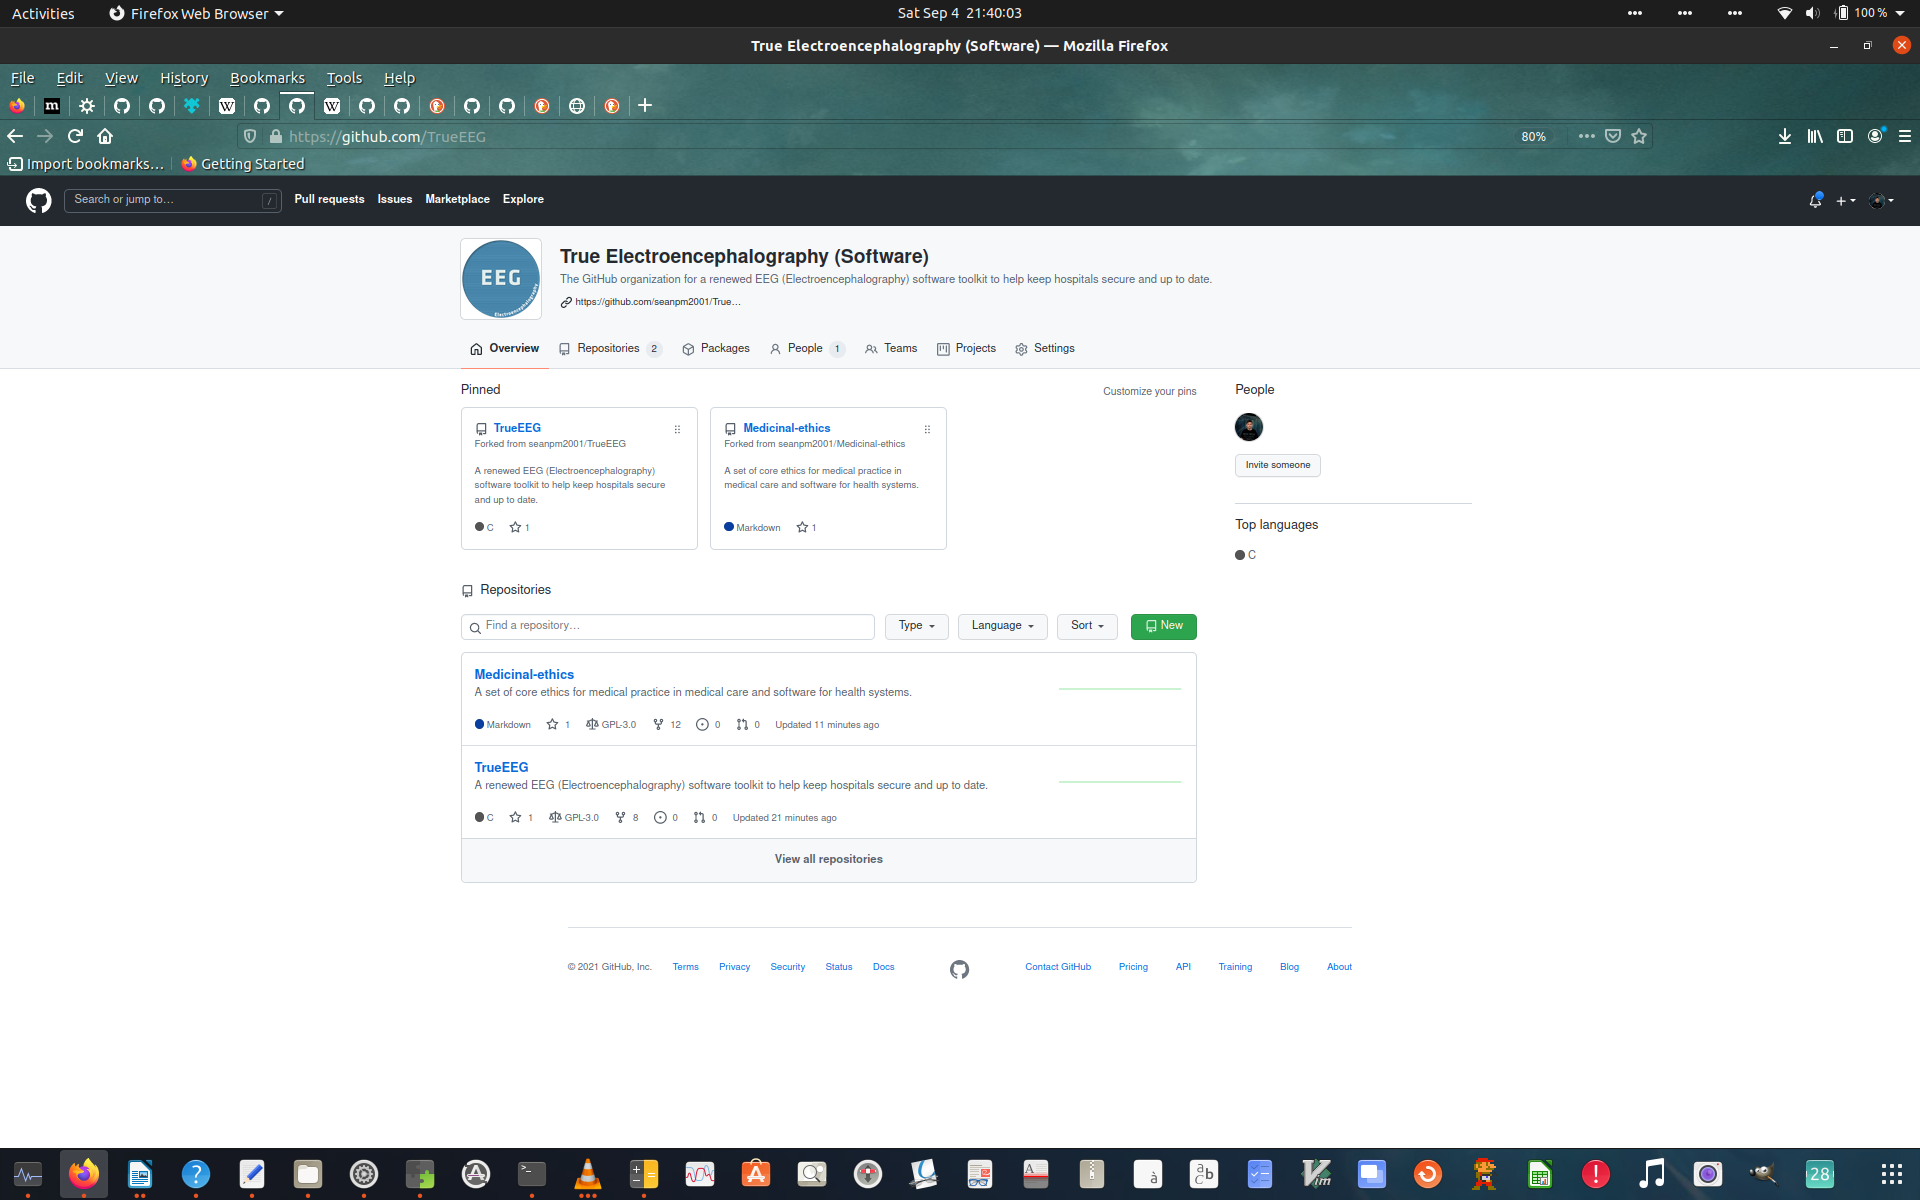 Activities
Firefox Web Browser
Sat Sep 4 21:40:03
100 %
True Electroencephalography (Software) — Mozilla Firefox
File Edit View History Bookmarks Tools Help
https://github.com/TrueEEG
80%
Import bookmarks…
Getting Started
Search or jump to…
/
Pull requests Issues Marketplace Explore
EEG
Electroencephalography
True Electroencephalography (Software)
The GitHub organization for a renewed EEG (Electroencephalography) software toolkit to help keep hospitals secure and up to date.
https://github.com/seanpm2001/True…
Overview
Repositories 2
Packages
People 1
Teams
Projects
Settings
Pinned
Customize your pins
TrueEEG
Forked from seanpm2001/TrueEEG
A renewed EEG (Electroencephalography)
software toolkit to help keep hospitals secure
and up to date.
C 1
Medicinal-ethics
Forked from seanpm2001/Medicinal-ethics
A set of core ethics for medical practice in
medical care and software for health systems.
Markdown 1
People
Invite someone
Top languages
C
Repositories
Find a repository…
Type
Language
Sort
New
Medicinal-ethics
A set of core ethics for medical practice in medical care and software for health systems.
Markdown 1 GPL-3.0 12 0 0 Updated 11 minutes ago
TrueEEG
A renewed EEG (Electroencephalography) software toolkit to help keep hospitals secure and up to date.
C 1 GPL-3.0 8 0 0 Updated 21 minutes ago
View all repositories
© 2021 GitHub, Inc. Terms Privacy Security Status Docs
Contact GitHub Pricing API Training Blog About
28